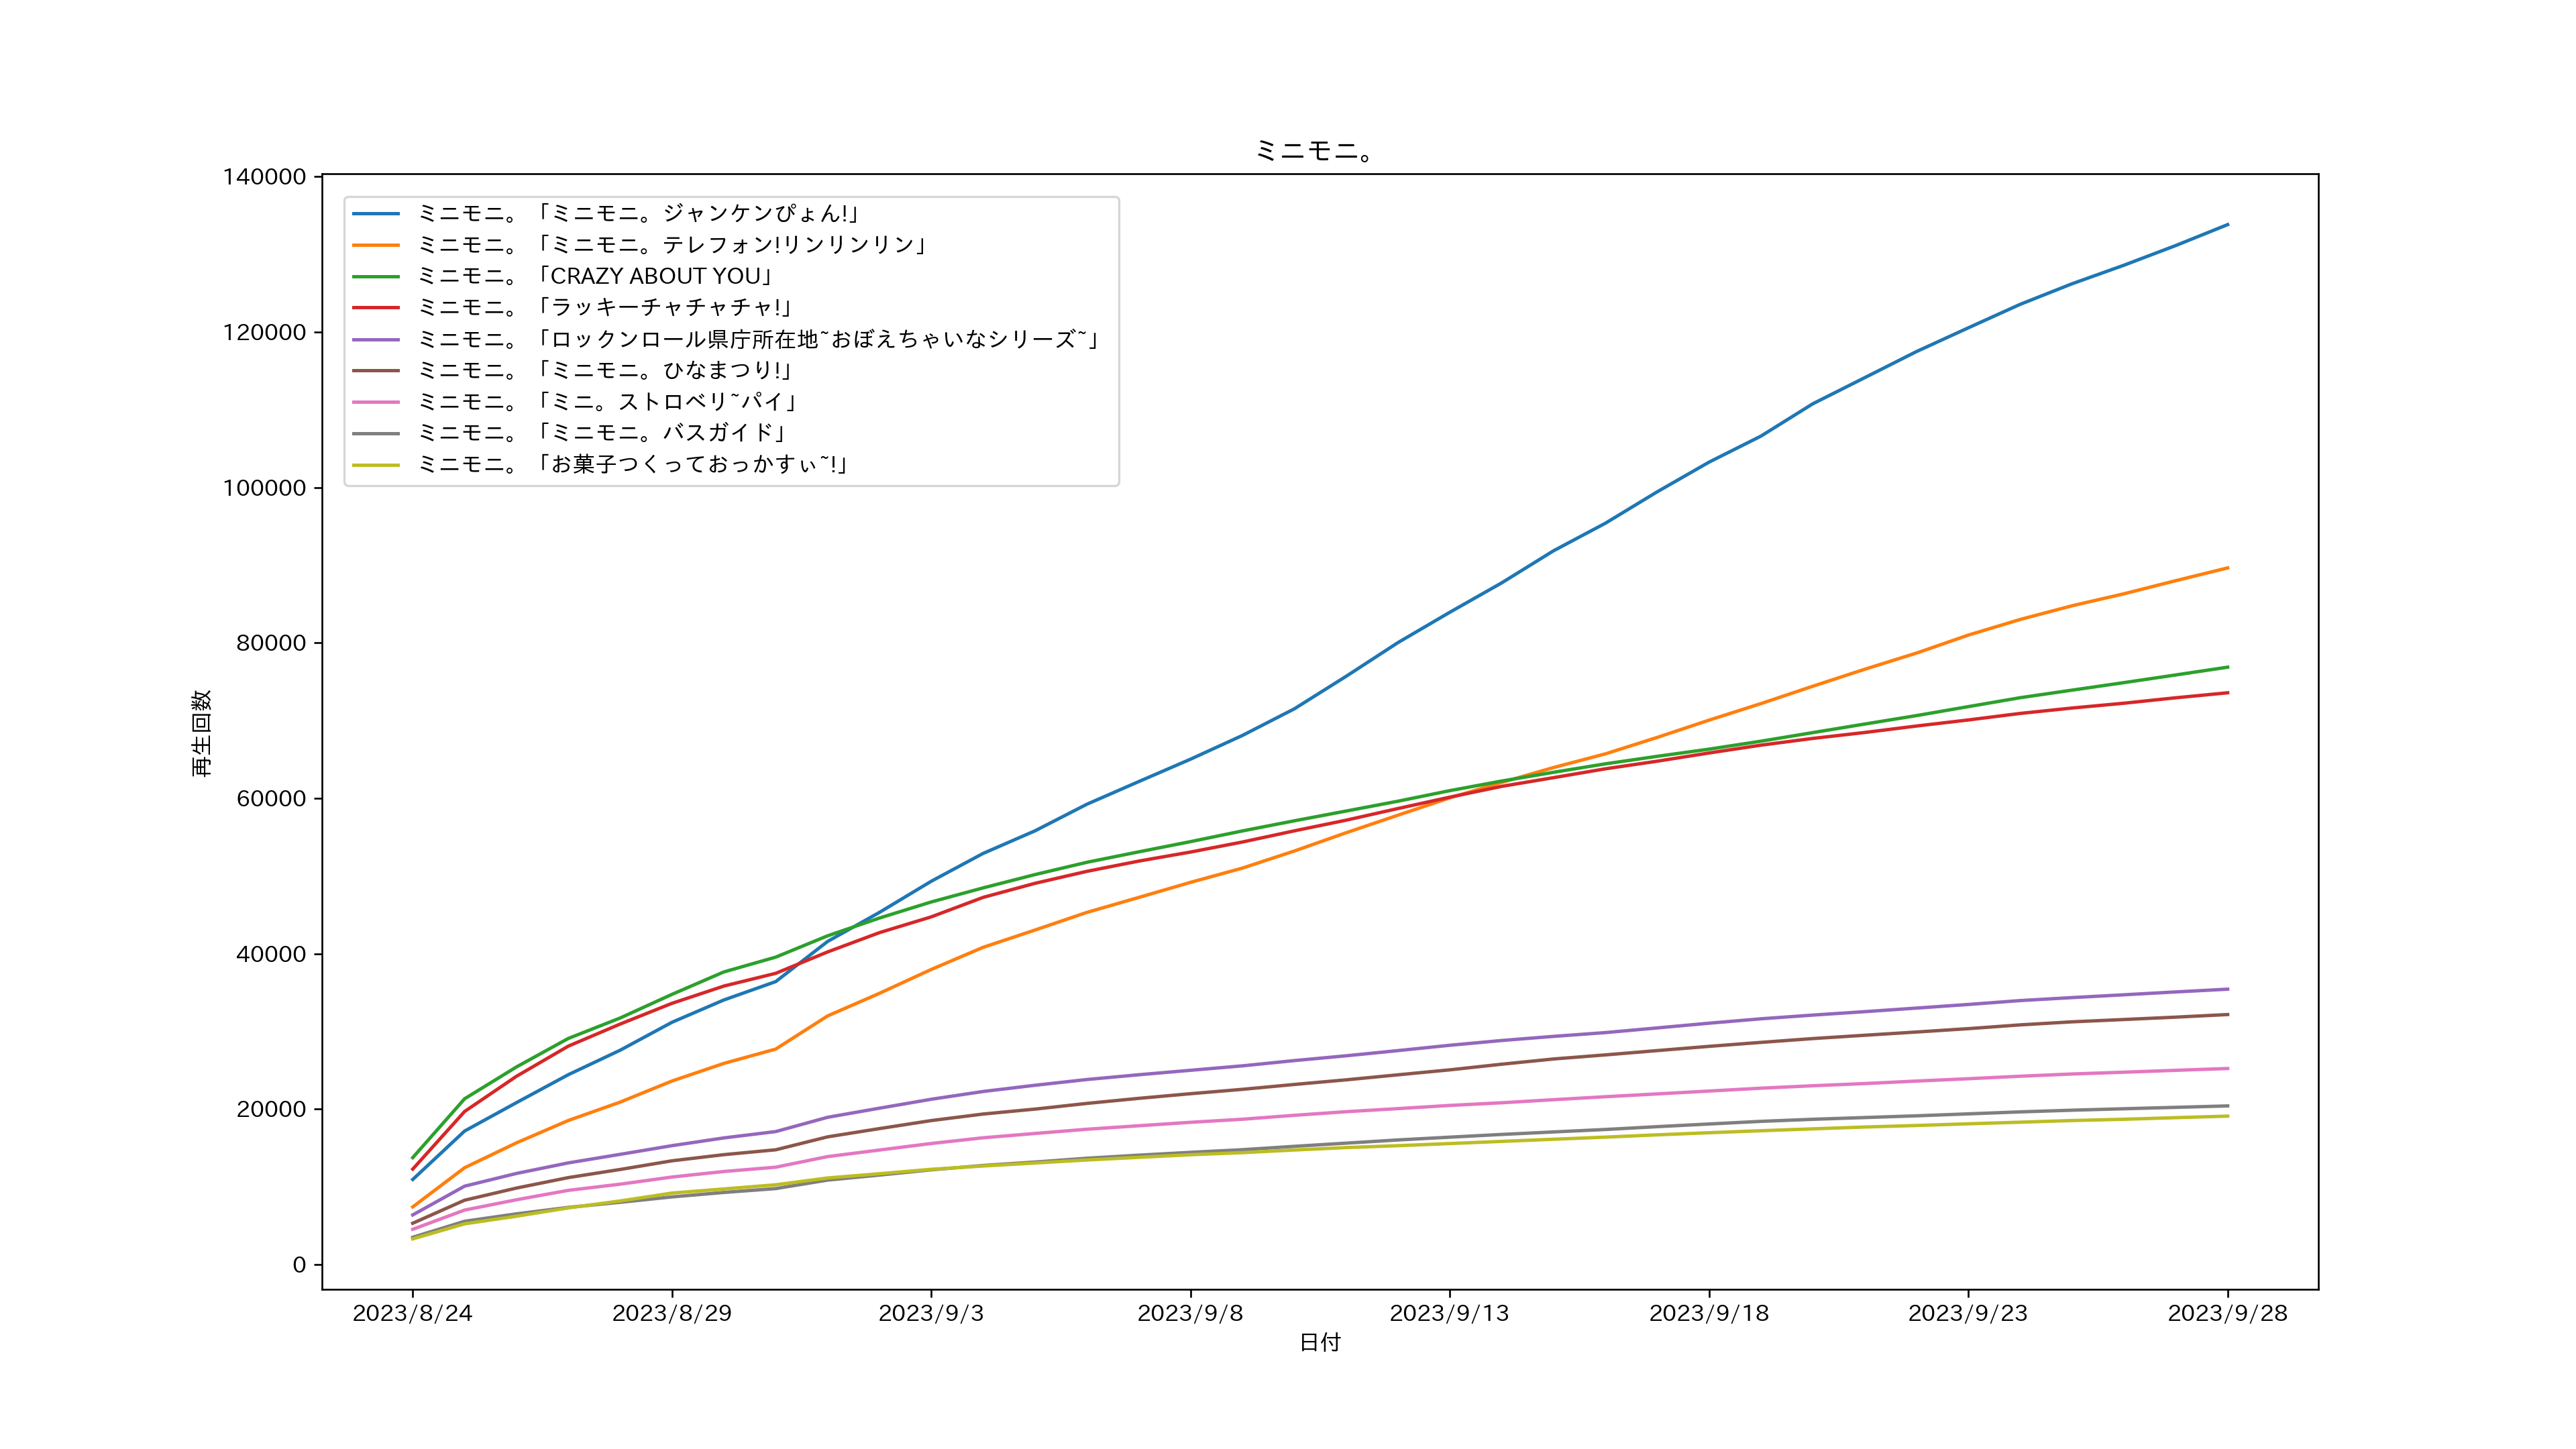 ミニモニ。
140000
120000
100000
80000
60000
40000
20000
0
再生回数
ミニモニ。「ミニモニ。ジャンケンぴょん!」
ミニモニ。「ミニモニ。テレフォン!リンリンリン」
ミニモニ。「CRAZY ABOUT YOU」
ミニモニ。「ラッキーチャチャチャ!」
ミニモニ。「ロックンロール県庁所在地~おぼえちゃいなシリーズ~」
ミニモニ。「ミニモニ。ひなまつり!」
ミニモニ。「ミニ。ストロベリ~パイ」
ミニモニ。「ミニモニ。バスガイド」
ミニモニ。「お菓子つくっておっかすぃ~!」
2023/8/24 2023/8/29 2023/9/3 2023/9/8 2023/9/13 2023/9/18 2023/9/23 2023/9/28
日付